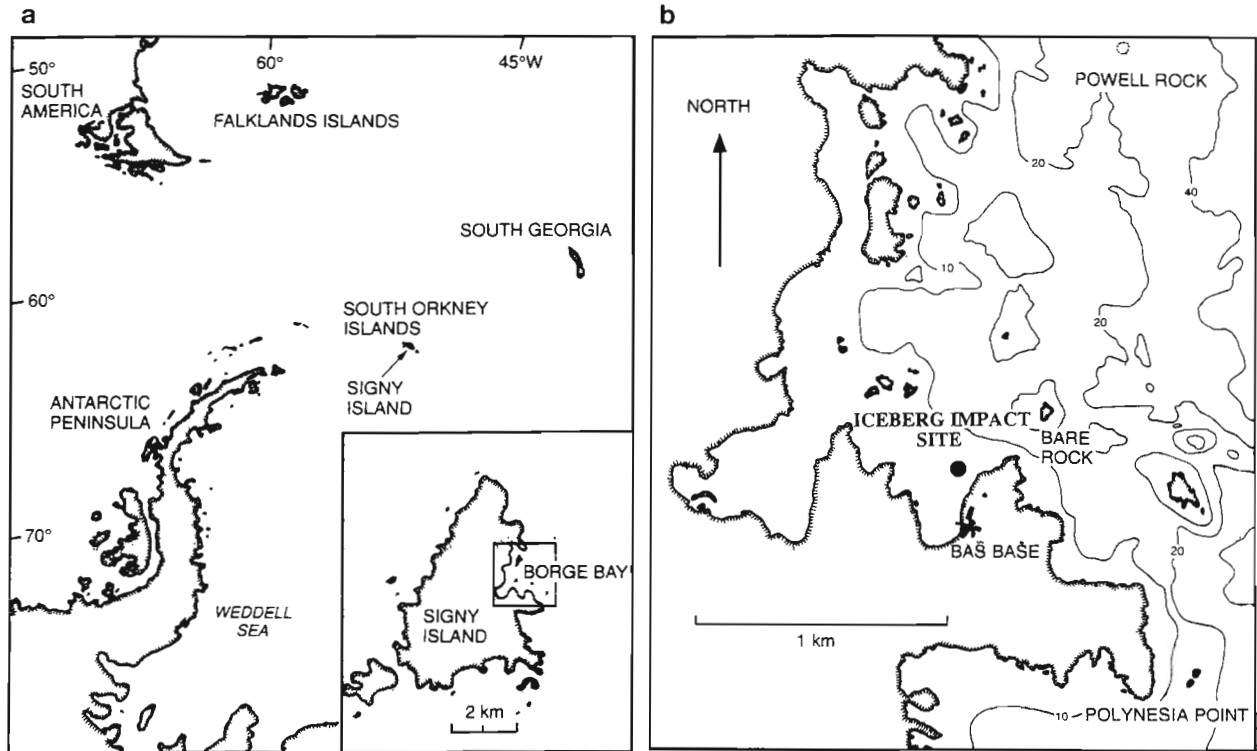 a
60°
45°W
50°
SOUTH
AMERICA
FALKLANDS ISLANDS
SOUTH GEORGIA
60°
SOUTH ORKNEY
ISLANDS
SIGNY
ISLAND
ANTARCTIC
PENINSULA
70°
WEDDELL
SEA
BORGE BAY
SIGNY
ISLAND
2 km
b
POWELL ROCK
NORTH
20
40
10
20
ICEBERG IMPACT
SITE
BARE
ROCK
BAS BASE
20
1 km
10
POLYNESIA POINT